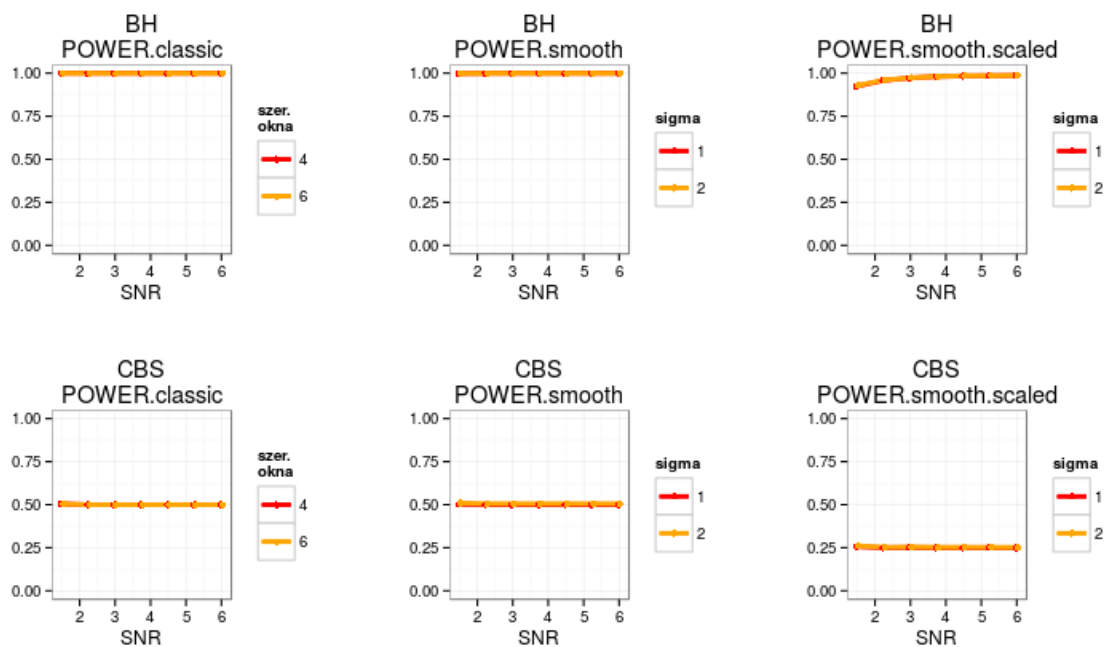 BH
POWER.classic
1.00
0.75
0.50
0.25
0.00
2 3 4 5 6
SNR
szer.
okna
4
6
BH
POWER.smooth
1.00
0.75
0.50
0.25
0.00
2 3 4 5 6
SNR
sigma
1
2
BH
POWER.smooth.scaled
1.00
0.75
0.50
0.25
0.00
2 3 4 5 6
SNR
sigma
1
2
CBS
POWER.classic
1.00
0.75
0.50
0.25
0.00
2 3 4 5 6
SNR
szer.
okna
4
6
CBS
POWER.smooth
1.00
0.75
0.50
0.25
0.00
2 3 4 5 6
SNR
sigma
1
2
CBS
POWER.smooth.scaled
1.00
0.75
0.50
0.25
0.00
2 3 4 5 6
SNR
sigma
1
2